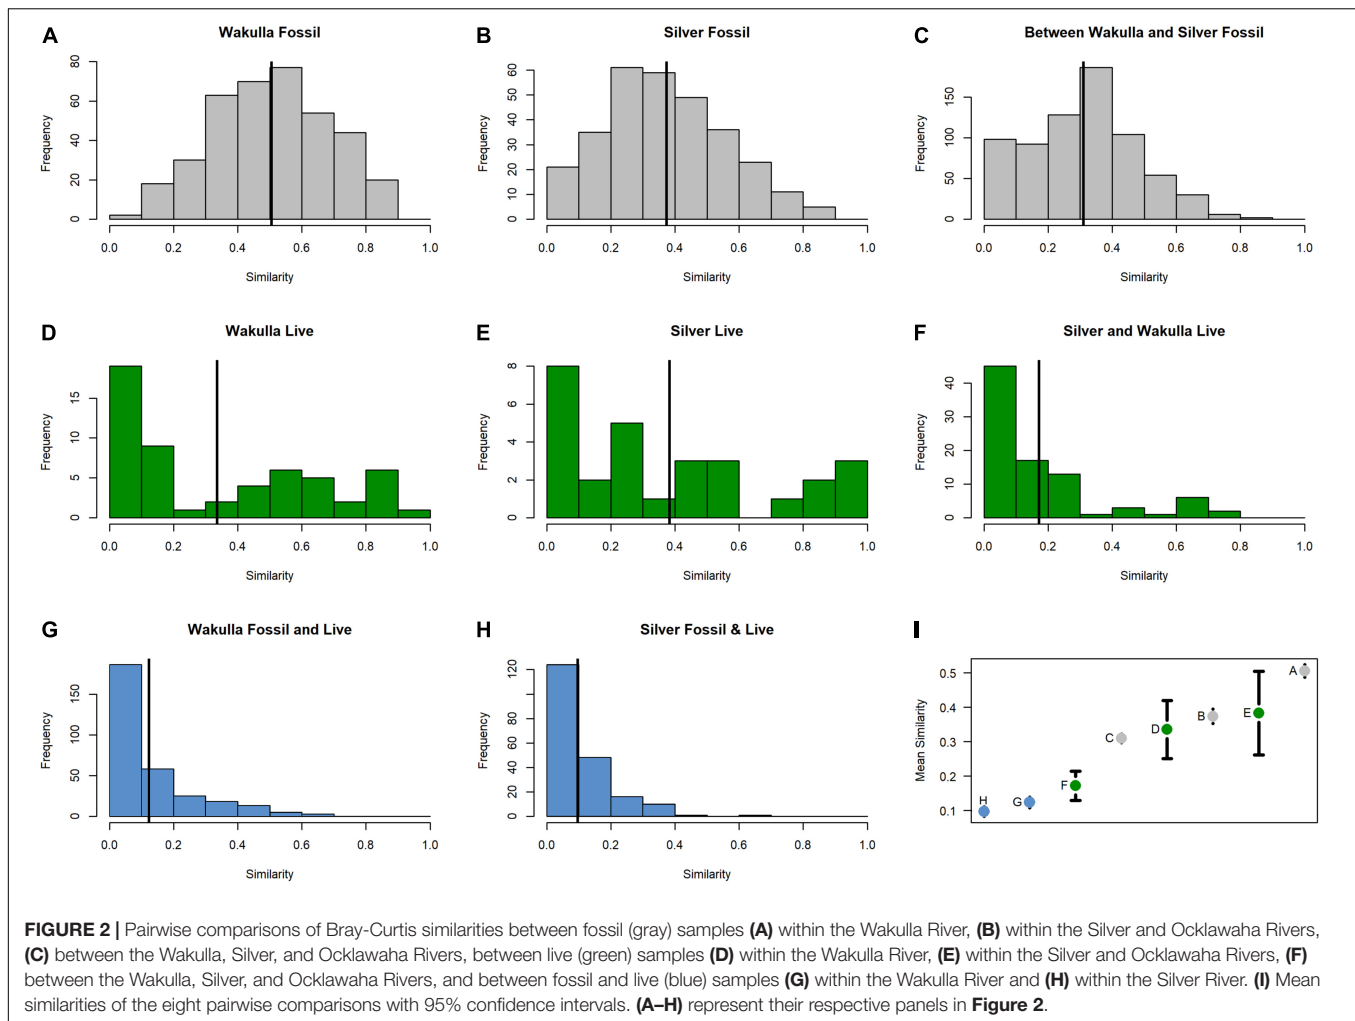 A Wakulla Fossil
Frequency
0 20 40 60 80
0.0 0.2 0.4 0.6 0.8 1.0
Similarity
B Silver Fossil
Frequency
0 10 20 30 40 50 60
0.0 0.2 0.4 0.6 0.8 1.0
Similarity
C Between Wakulla and Silver Fossil
Frequency
0 50 100 150
0.0 0.2 0.4 0.6 0.8 1.0
Similarity
D Wakulla Live
Frequency
0 5 10 15
0.0 0.2 0.4 0.6 0.8 1.0
Similarity
E Silver Live
Frequency
0 2 4 6 8
0.0 0.2 0.4 0.6 0.8 1.0
Similarity
F Silver and Wakulla Live
Frequency
0 10 20 30 40
0.0 0.2 0.4 0.6 0.8 1.0
Similarity
G Wakulla Fossil and Live
Frequency
0 50 100 150
0.0 0.2 0.4 0.6 0.8 1.0
Similarity
H Silver Fossil & Live
Frequency
0 20 40 60 80 120
0.0 0.2 0.4 0.6 0.8 1.0
Similarity
I
Mean Similarity
0.1 0.2 0.3 0.4 0.5
H G F C D B E A
FIGURE 2 | Pairwise comparisons of Bray-Curtis similarities between fossil (gray) samples (A) within the Wakulla River, (B) within the Silver and Ocklawaha Rivers,
(C) between the Wakulla, Silver, and Ocklawaha Rivers, between live (green) samples (D) within the Wakulla River, (E) within the Silver and Ocklawaha Rivers, (F)
between the Wakulla, Silver, and Ocklawaha Rivers, and between fossil and live (blue) samples (G) within the Wakulla River and (H) within the Silver River. (I) Mean
similarities of the eight pairwise comparisons with 95% confidence intervals. (A–H) represent their respective panels in Figure 2.